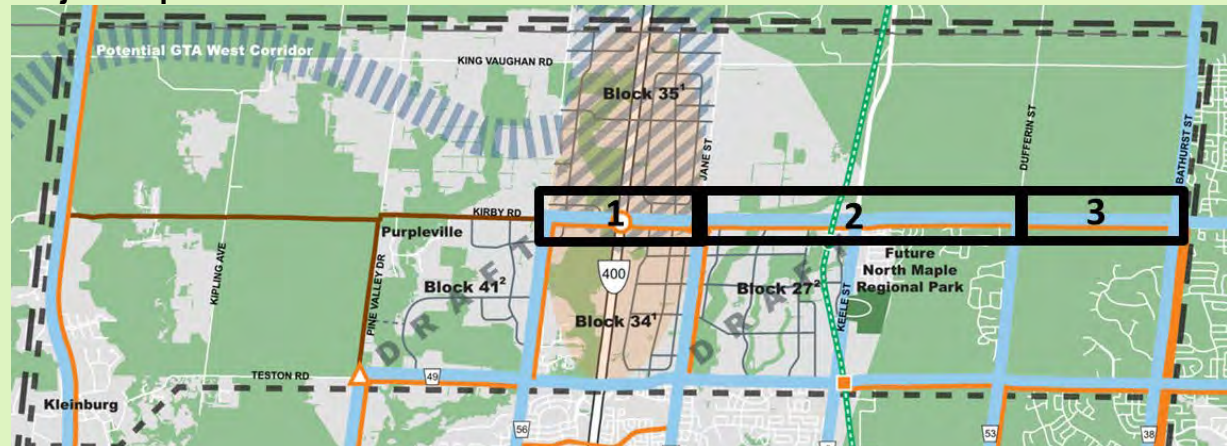 Potential GTA West Corridor
KING VAUGHAN RD
Block 35¹
JANE ST
DUFFERIN ST
BATHURST ST
KIRBY RD
1
2
3
Purpleville
KIPLING AVE
PINE VALLEY DR
Block 41²
DRAFT
400
Block 34¹
Block 27²
DRAFT
KEELE ST
Future
North Maple
Regional Park
TESTON RD
49
Kleinburg
56
53
38